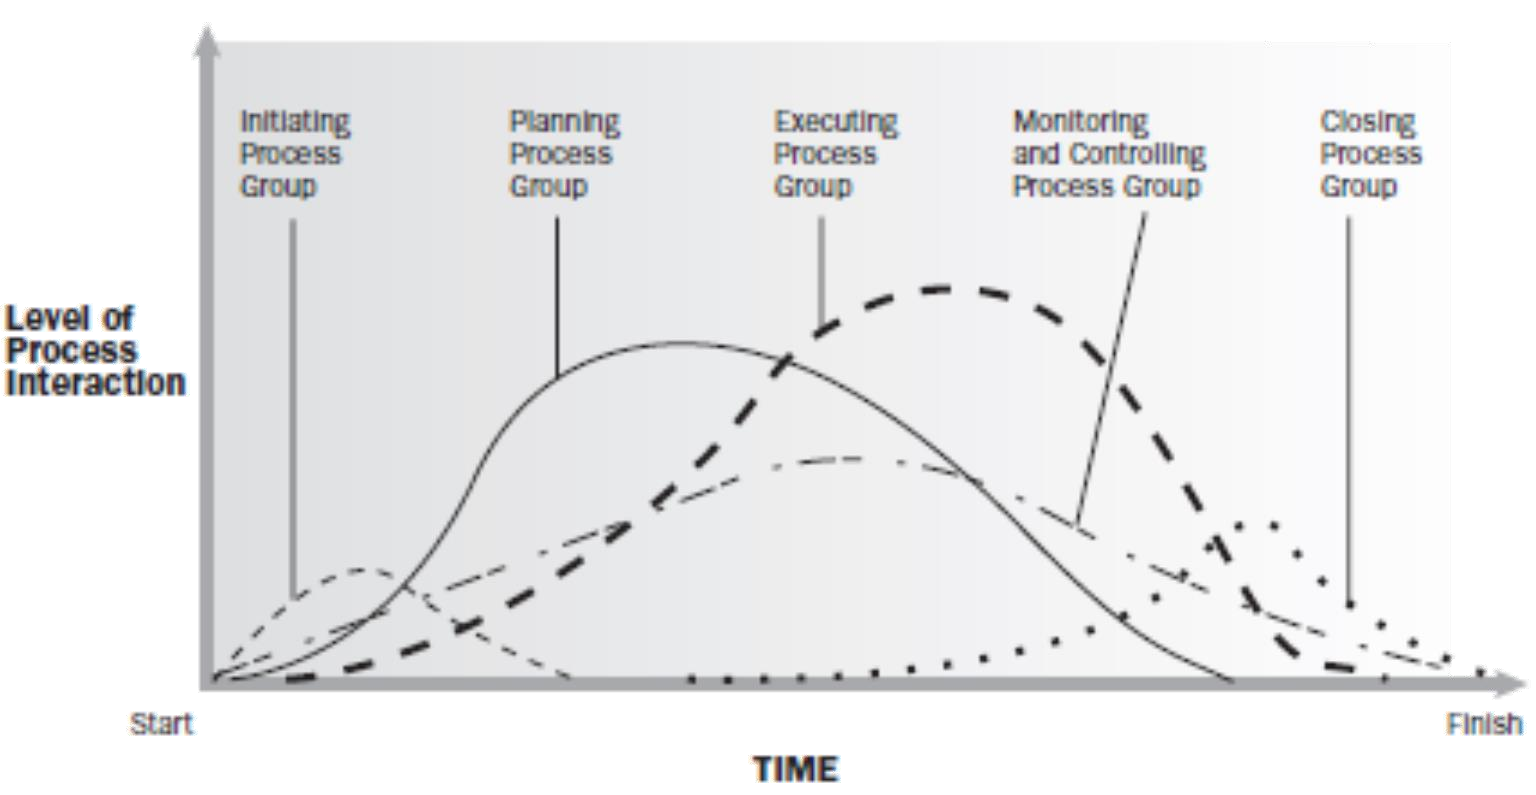 Initiating
Process
Group
Planning
Process
Group
Executing
Process
Group
Monitoring
and Controlling
Process Group
Closing
Process
Group
Level of
Process
Interaction
Start
Finish
TIME